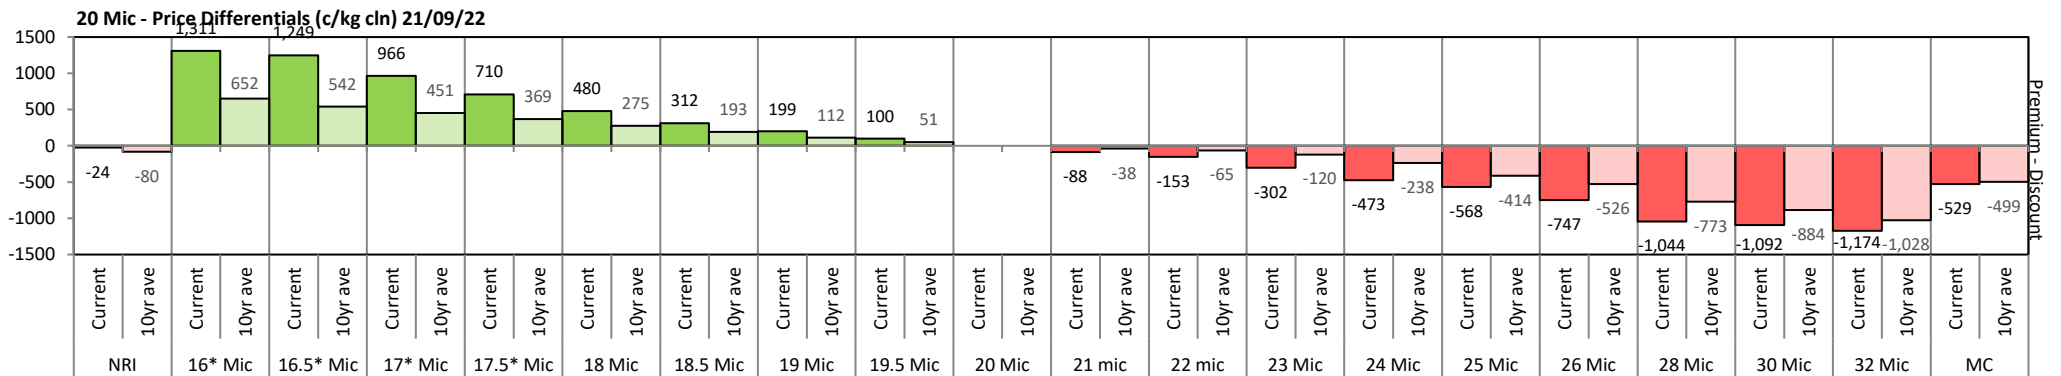 20 Mic - Price Differentials (c/kg cln) 21/09/22
1500
1000
500
0
-500
-1000
-1500
-24
-80
1,311
652
1,249
542
966
451
710
369
480
275
312
193
199
112
100
51
-88
-38
-153
-65
-302
-120
-473
-238
-568
-414
-747
-526
-1,044
-773
-1,092
-884
-1,174
-1,028
-529
-499
Premium - Discount
Current
10yr ave
Current
10yr ave
Current
10yr ave
Current
10yr ave
Current
10yr ave
Current
10yr ave
Current
10yr ave
Current
10yr ave
Current
10yr ave
Current
10yr ave
Current
10yr ave
Current
10yr ave
Current
10yr ave
Current
10yr ave
Current
10yr ave
Current
10yr ave
Current
10yr ave
Current
10yr ave
Current
10yr ave
Current
10yr ave
NRI
16* Mic
16.5* Mic
17* Mic
17.5* Mic
18 Mic
18.5 Mic
19 Mic
19.5 Mic
20 Mic
21 mic
22 mic
23 Mic
24 Mic
25 Mic
26 Mic
28 Mic
30 Mic
32 Mic
MC